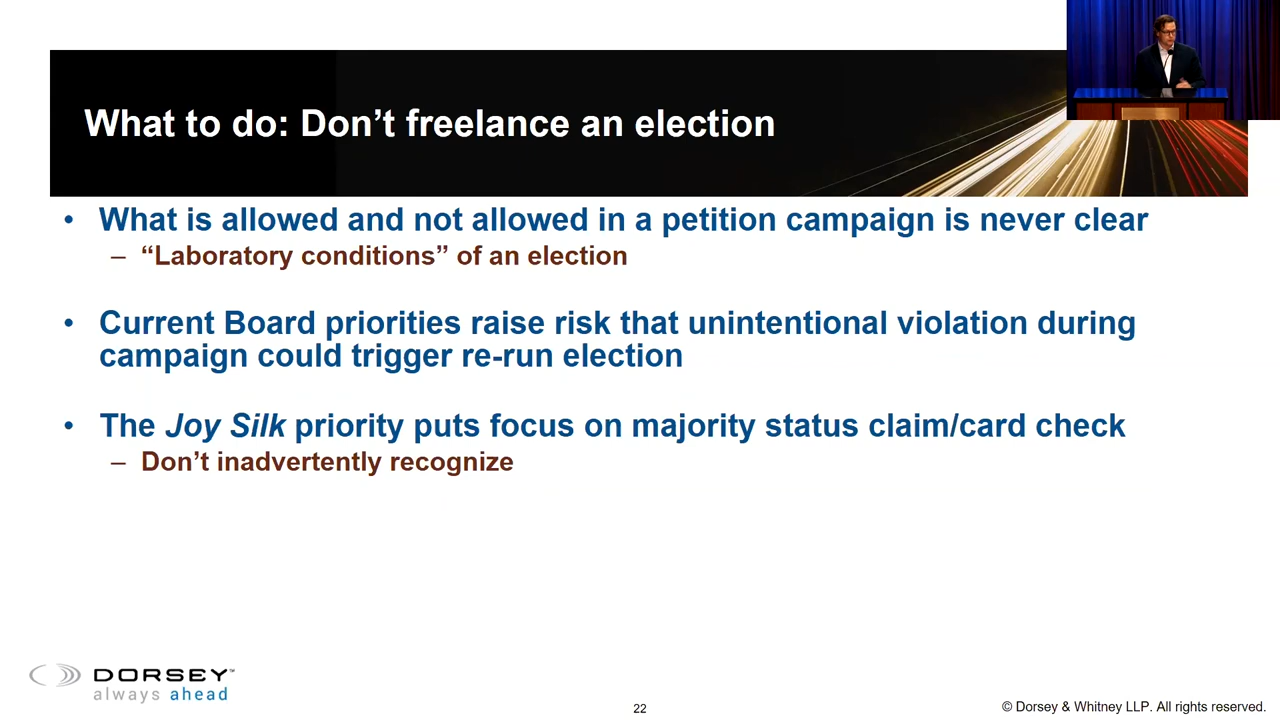 What to do: Don’t freelance an election
• What is allowed and not allowed in a petition campaign is never clear
– “Laboratory conditions” of an election
• Current Board priorities raise risk that unintentional violation during
campaign could trigger re-run election
• The Joy Silk priority puts focus on majority status claim/card check
– Don’t inadvertently recognize
DORSEY™
always ahead
22
© Dorsey & Whitney LLP. All rights reserved.